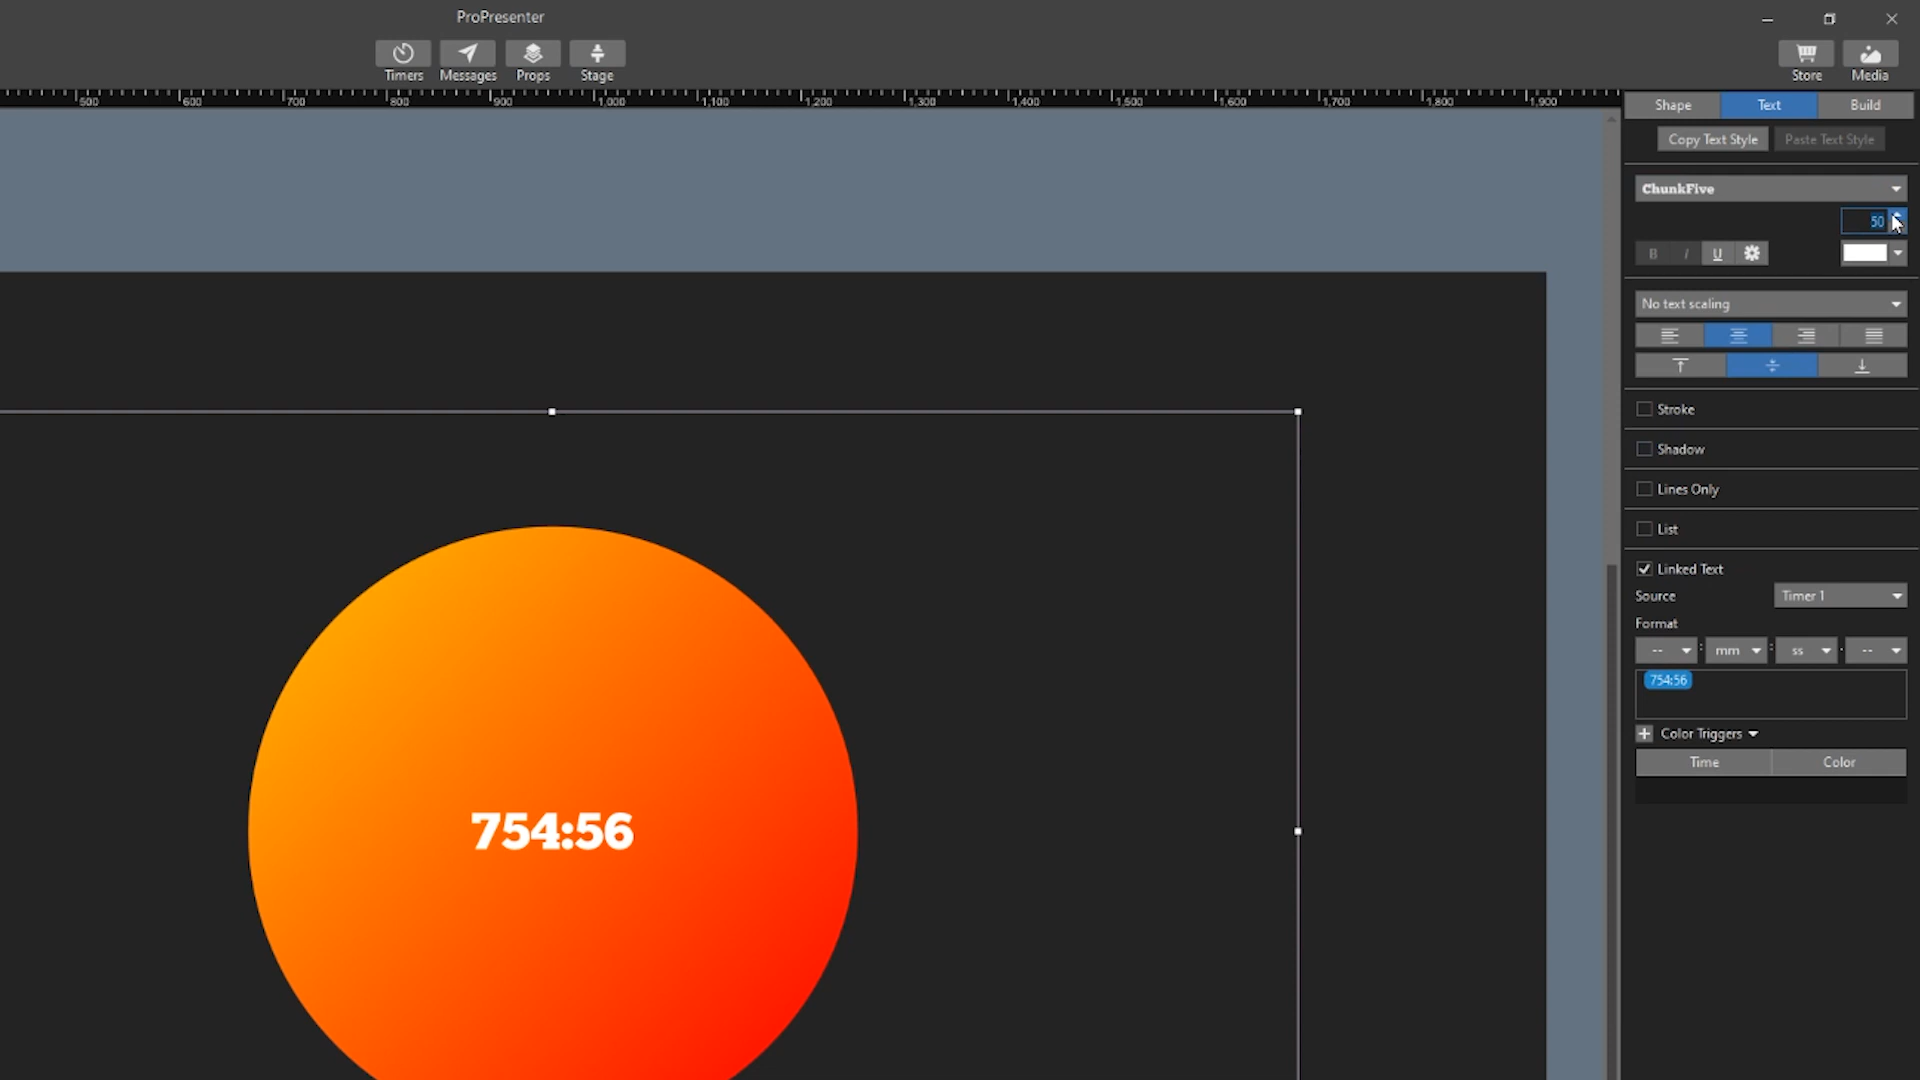 ProPresenter
Timers Messages Props Stage Store Media
500 600 700 800 900 1,000 1,100 1,200 1,300 1,400 1,500 1,600 1,700 1,800 1,900
Shape Text Build
Copy Text Style Paste Text Style
ChunkFive
50
B I U
No text scaling
Stroke
Shadow
Lines Only
List
Linked Text
Source Timer 1
Format
-- : mm : ss . --
754:56
Color Triggers
Time Color
754:56